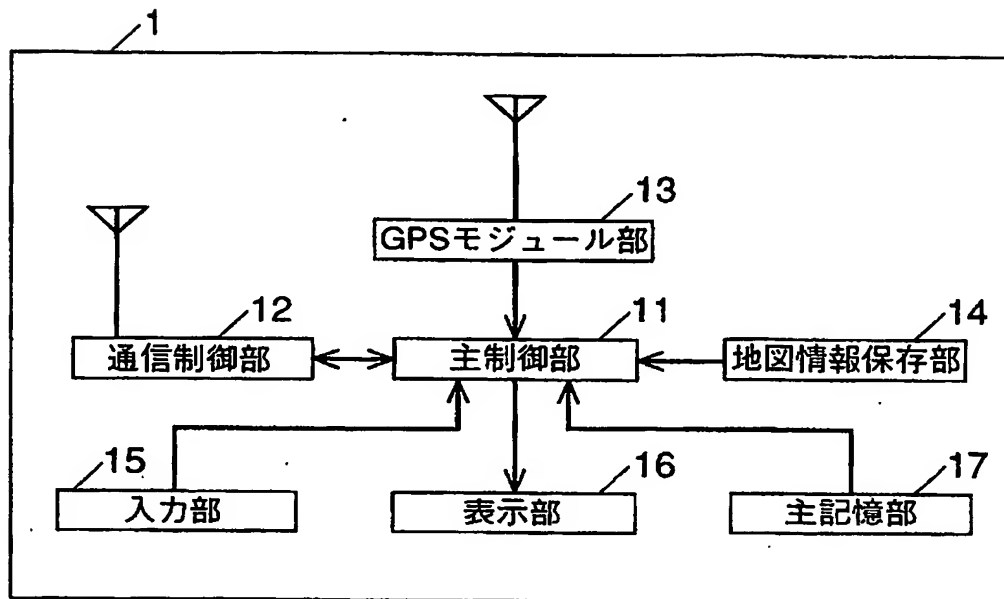 1
13
GPSモジュール部
12
通信制御部
11
主制御部
14
地図情報保存部
15
入力部
16
表示部
17
主記憶部